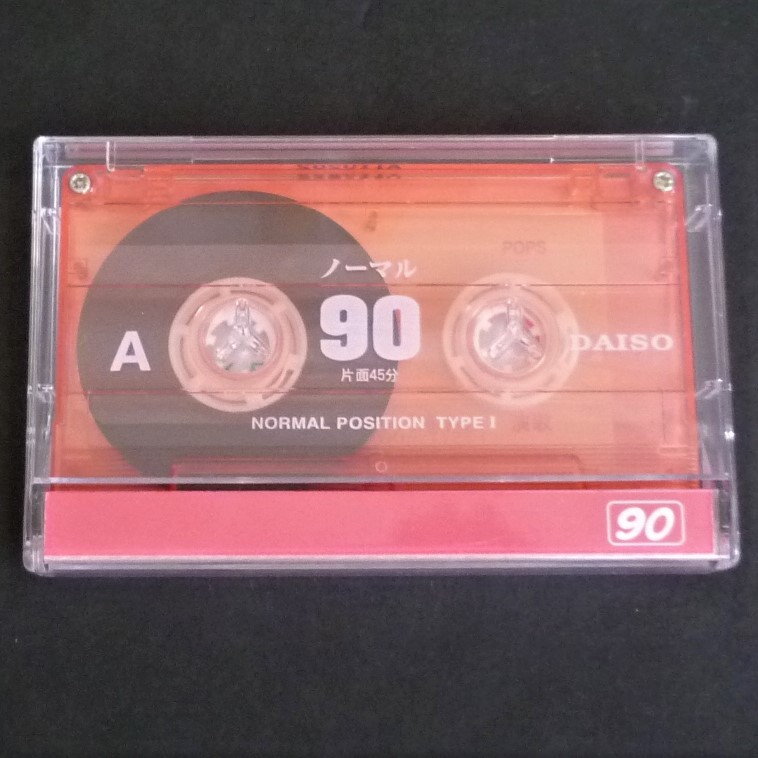 POPS
ノーマル
90
A
DAISO
片面45分
NORMAL POSITION TYPE I
90